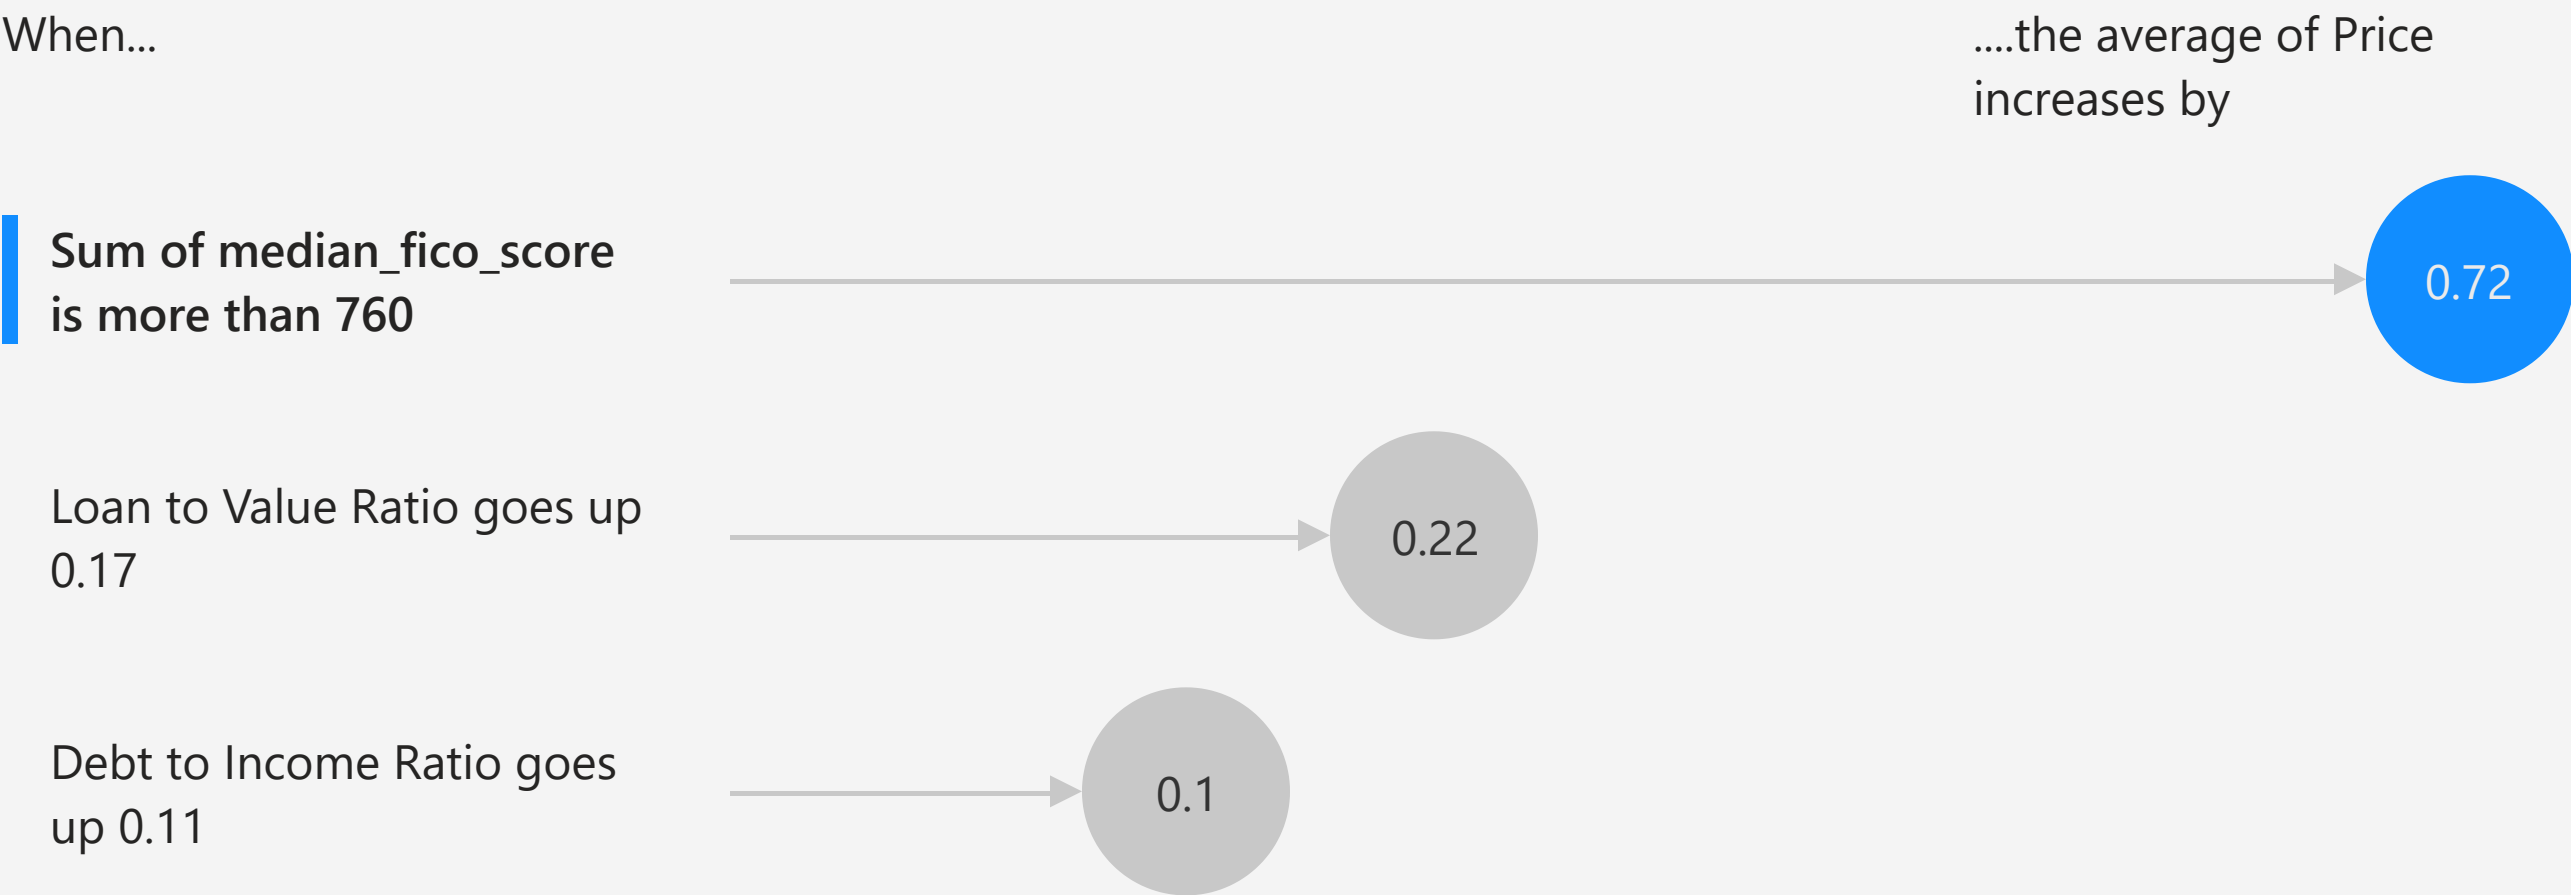 When...
....the average of Price
increases by
Sum of median_fico_score
is more than 760
0.72
Loan to Value Ratio goes up
0.17
0.22
Debt to Income Ratio goes
up 0.11
0.1